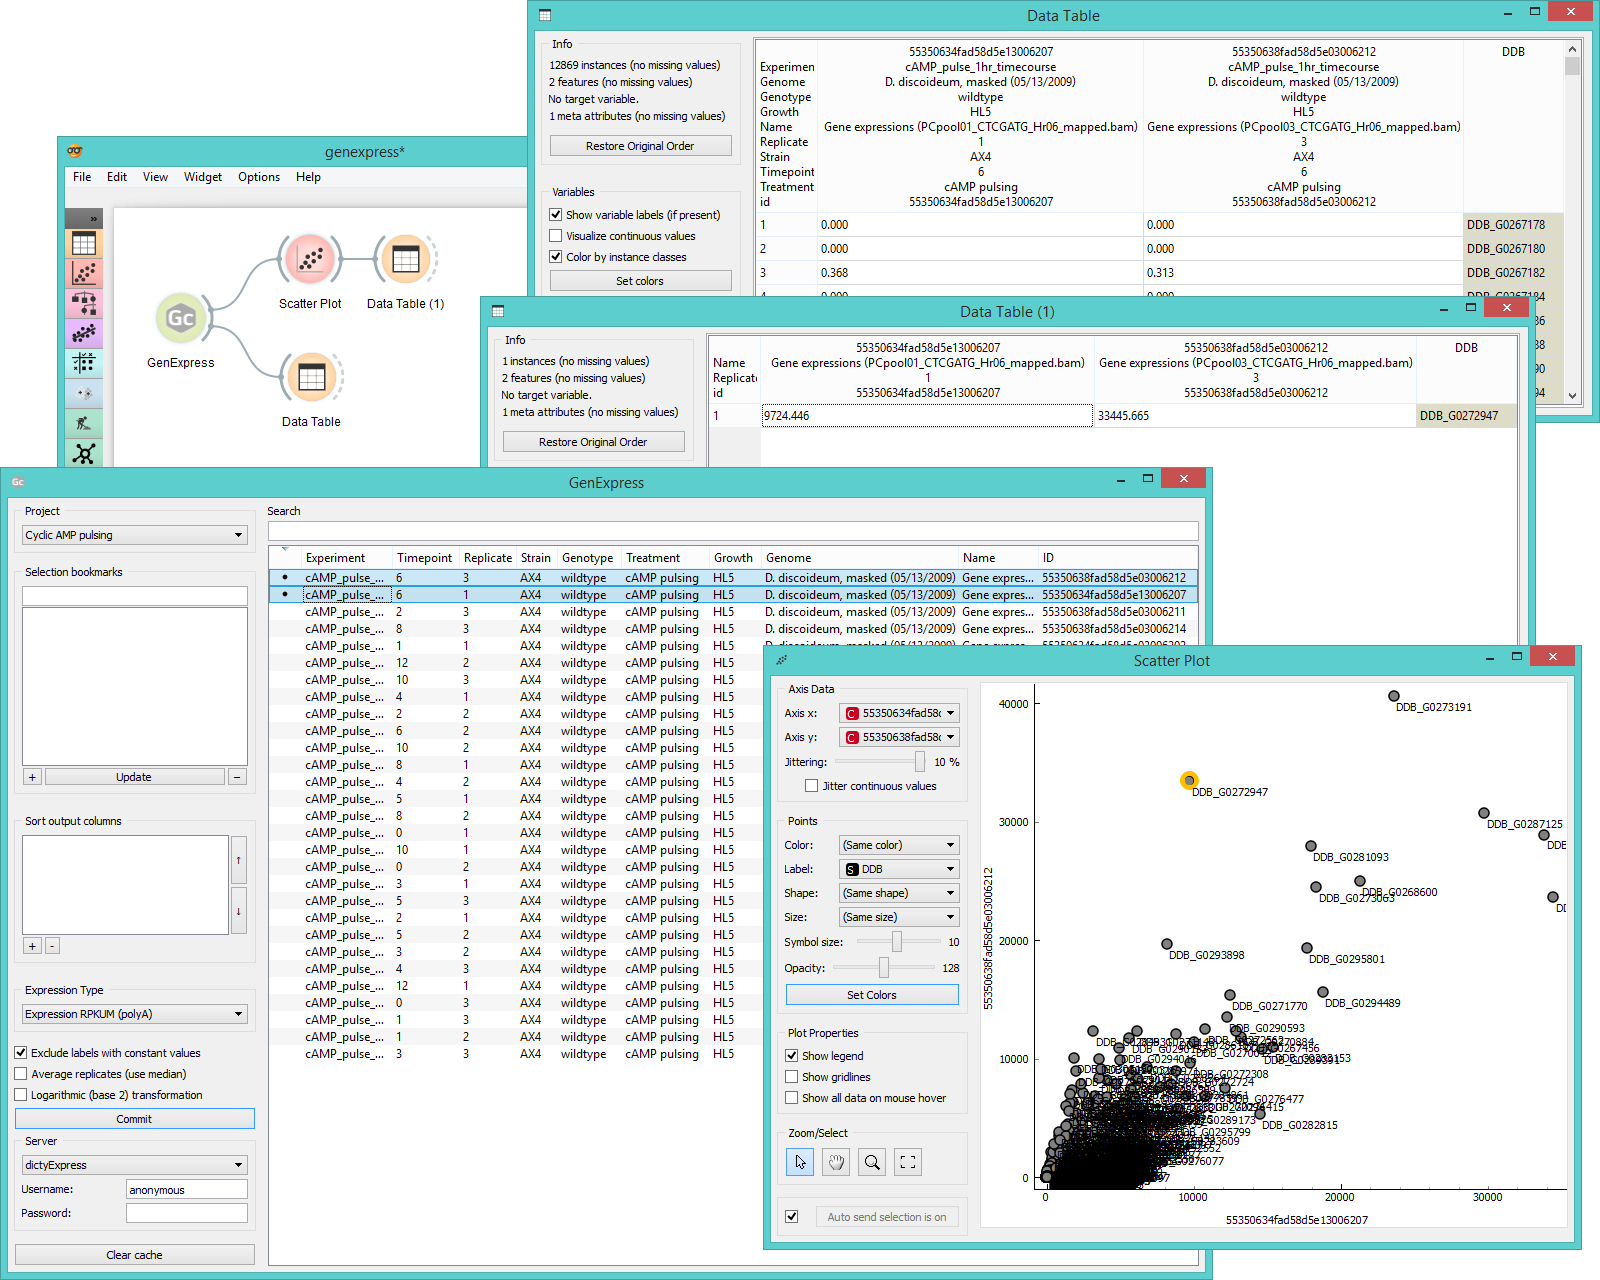 Data Table
Info
12869 instances (no missing values)
2 features (no missing values)
No target variable.
1 meta attributes (no missing values)
Restore Original Order
Variables
Show variable labels (if present)
Visualize continuous values
Color by instance classes
Set colors
55350634fad58d5e13006207 55350638fad58d5e03006212 DDB
Experimen cAMP_pulse_1hr_timecourse cAMP_pulse_1hr_timecourse
Genome D. discoideum, masked (05/13/2009) D. discoideum, masked (05/13/2009)
Genotype wildtype wildtype
Growth HL5 HL5
Name Gene expressions (PCpool01_CTCGATG_Hr06_mapped.bam) Gene expressions (PCpool03_CTCGATG_Hr06_mapped.bam)
Replicate 1 3
Strain AX4 AX4
Timepoint 6 6
Treatment cAMP pulsing cAMP pulsing
id 55350634fad58d5e13006207 55350638fad58d5e03006212
1 0.000 0.000 DDB_G0267178
2 0.000 0.000 DDB_G0267180
3 0.368 0.313 DDB_G0267182
genexpress*
File Edit View Widget Options Help
»
Scatter Plot
Data Table (1)
Gc
GenExpress
Data Table
Data Table (1)
Info
1 instances (no missing values)
2 features (no missing values)
No target variable.
1 meta attributes (no missing values)
Restore Original Order
55350634fad58d5e13006207 55350638fad58d5e03006212 DDB
Name Gene expressions (PCpool01_CTCGATG_Hr06_mapped.bam) Gene expressions (PCpool03_CTCGATG_Hr06_mapped.bam)
Replicate 1 3
id 55350634fad58d5e13006207 55350638fad58d5e03006212
1 9724.446 33445.665 DDB_G0272947
Gc GenExpress
Project
Cyclic AMP pulsing
Selection bookmarks
+ Update −
Sort output columns
↑
↓
+ -
Expression Type
Expression RPKUM (polyA)
Exclude labels with constant values
Average replicates (use median)
Logarithmic (base 2) transformation
Commit
Server
dictyExpress
Username: anonymous
Password:
Clear cache
Search
Experiment Timepoint Replicate Strain Genotype Treatment Growth Genome Name ID
cAMP_pulse_... 6 3 AX4 wildtype cAMP pulsing HL5 D. discoideum, masked (05/13/2009) Gene expres... 55350638fad58d5e03006212
cAMP_pulse_... 6 1 AX4 wildtype cAMP pulsing HL5 D. discoideum, masked (05/13/2009) Gene expres... 55350634fad58d5e13006207
cAMP_pulse_... 2 3 AX4 wildtype cAMP pulsing HL5 D. discoideum, masked (05/13/2009) Gene expres... 55350638fad58d5e03006211
cAMP_pulse_... 8 3 AX4 wildtype cAMP pulsing HL5 D. discoideum, masked (05/13/2009) Gene expres... 55350638fad58d5e03006214
cAMP_pulse_... 1 1 AX4 wildtype cAMP pulsing HL5
cAMP_pulse_... 12 2 AX4 wildtype cAMP pulsing HL5
cAMP_pulse_... 10 3 AX4 wildtype cAMP pulsing HL5
cAMP_pulse_... 4 1 AX4 wildtype cAMP pulsing HL5
cAMP_pulse_... 2 2 AX4 wildtype cAMP pulsing HL5
cAMP_pulse_... 6 2 AX4 wildtype cAMP pulsing HL5
cAMP_pulse_... 10 2 AX4 wildtype cAMP pulsing HL5
cAMP_pulse_... 8 1 AX4 wildtype cAMP pulsing HL5
cAMP_pulse_... 4 2 AX4 wildtype cAMP pulsing HL5
cAMP_pulse_... 5 1 AX4 wildtype cAMP pulsing HL5
cAMP_pulse_... 8 2 AX4 wildtype cAMP pulsing HL5
cAMP_pulse_... 0 1 AX4 wildtype cAMP pulsing HL5
cAMP_pulse_... 10 1 AX4 wildtype cAMP pulsing HL5
cAMP_pulse_... 0 2 AX4 wildtype cAMP pulsing HL5
cAMP_pulse_... 3 1 AX4 wildtype cAMP pulsing HL5
cAMP_pulse_... 5 3 AX4 wildtype cAMP pulsing HL5
cAMP_pulse_... 2 1 AX4 wildtype cAMP pulsing HL5
cAMP_pulse_... 5 2 AX4 wildtype cAMP pulsing HL5
cAMP_pulse_... 3 2 AX4 wildtype cAMP pulsing HL5
cAMP_pulse_... 4 3 AX4 wildtype cAMP pulsing HL5
cAMP_pulse_... 12 1 AX4 wildtype cAMP pulsing HL5
cAMP_pulse_... 0 3 AX4 wildtype cAMP pulsing HL5
cAMP_pulse_... 1 3 AX4 wildtype cAMP pulsing HL5
cAMP_pulse_... 1 2 AX4 wildtype cAMP pulsing HL5
cAMP_pulse_... 3 3 AX4 wildtype cAMP pulsing HL5
Scatter Plot
Axis Data
Axis x: C 55350634fad58(
Axis y: C 55350638fad58(
Jittering: 10 %
Jitter continuous values
Points
Color: (Same color)
Label: S DDB
Shape: (Same shape)
Size: (Same size)
Symbol size: 10
Opacity: 128
Set Colors
Plot Properties
Show legend
Show gridlines
Show all data on mouse hover
Zoom/Select
Auto send selection is on
40000
30000
20000
10000
0
55350638fad58d5e03006212
DDB_G0273191
DDB_G0272947
DDB_G0287125
DDB_G0281093
DDB_G0268600
DDB_G0273063
DDB_G0293898
DDB_G0295801
DDB_G0294489
DDB_G0271770
DDB_G0290593
DDB_G0282815
0 10000 20000 30000
55350634fad58d5e13006207